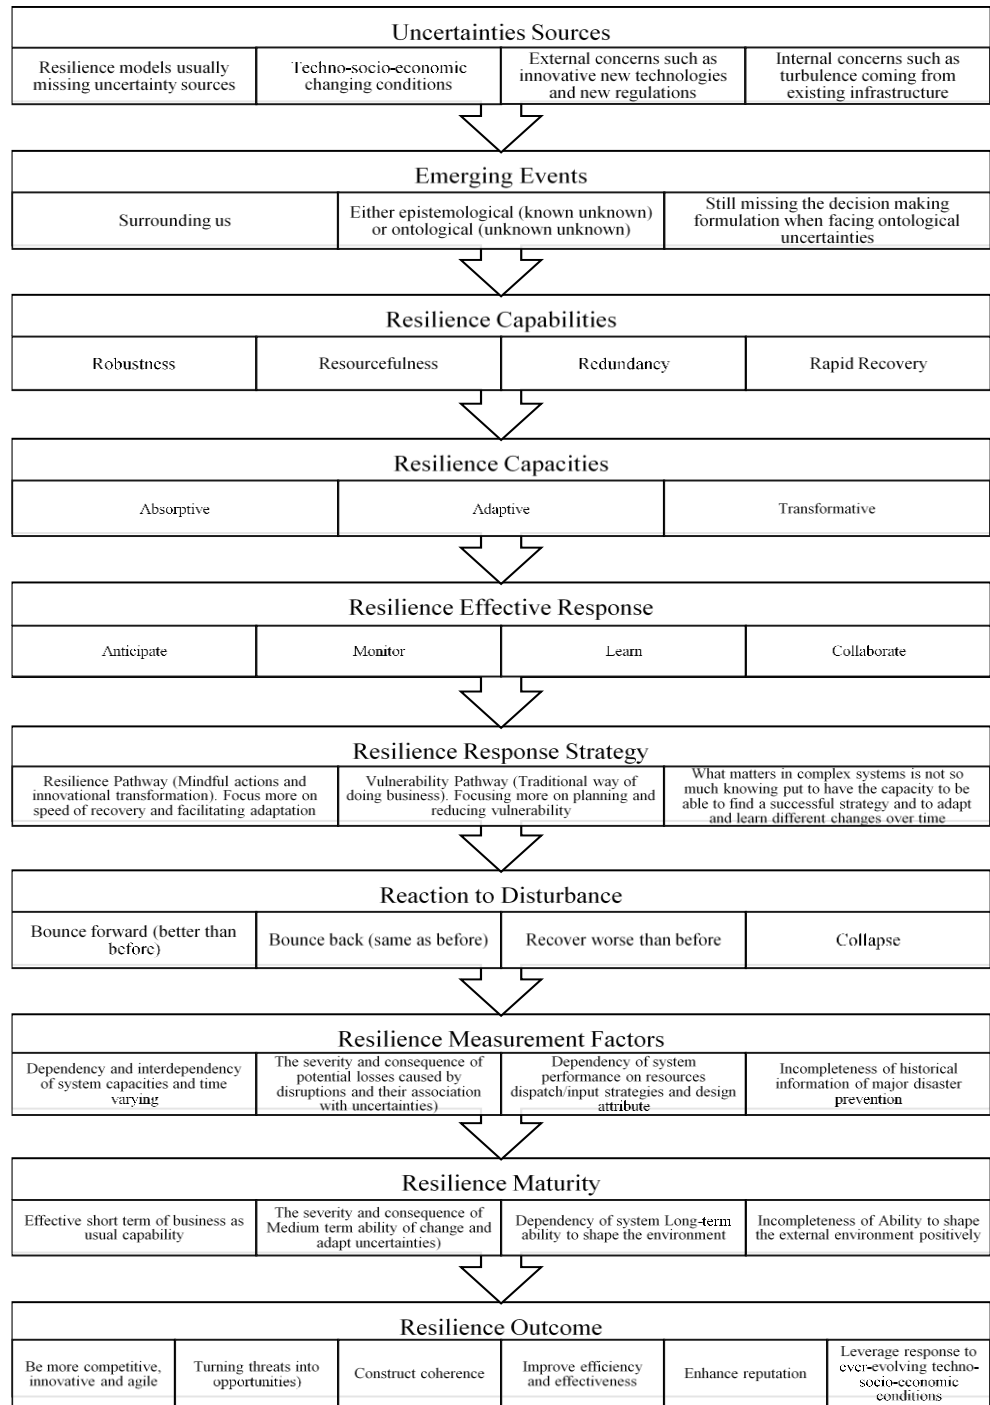 Uncertainties Sources
Resilience models usually
missing uncertainty sources
Techno-socio-economic
changing conditions
External concerns such as
innovative new technologies
and new regulations
Internal concerns such as
turbulence coming from
existing infrastructure
Emerging Events
Surrounding us
Either epistemological (known unknown)
or ontological (unknown unknown)
Still missing the decision making
formulation when facing ontological
uncertainties
Resilience Capabilities
Robustness
Resourcefulness
Redundancy
Rapid Recovery
Resilience Capacities
Absorptive
Adaptive
Transformative
Resilience Effective Response
Anticipate
Monitor
Learn
Collaborate
Resilience Response Strategy
Resilience Pathway (Mindful actions and
innovational transformation). Focus more on
speed of recovery and facilitating adaptation
Vulnerability Pathway (Traditional way of
doing business). Focusing more on planning and
reducing vulnerability
What matters in complex systems is not so
much knowing put to have the capacity to be
able to find a successful strategy and to adapt
and learn different changes over time
Reaction to Disturbance
Bounce forward (better than
before)
Bounce back (same as before)
Recover worse than before
Collapse
Resilience Measurement Factors
Dependency and interdependency
of system capacities and time
varying
The severity and consequence of
potential losses caused by
disruptions and their association
with uncertainties)
Dependency of system
performance on resources
dispatch/input strategies and design
attribute
Incompleteness of historical
information of major disaster
prevention
Resilience Maturity
Effective short term of business as
usual capability
The severity and consequence of
Medium term ability of change and
adapt uncertainties)
Dependency of system Long-term
ability to shape the environment
Incompleteness of Ability to shape
the external environment positively
Resilience Outcome
Be more competitive,
innovative and agile
Turning threats into
opportunities)
Construct coherence
Improve efficiency
and effectiveness
Enhance reputation
Leverage response to
ever-evolving techno-
socio-economic
conditions